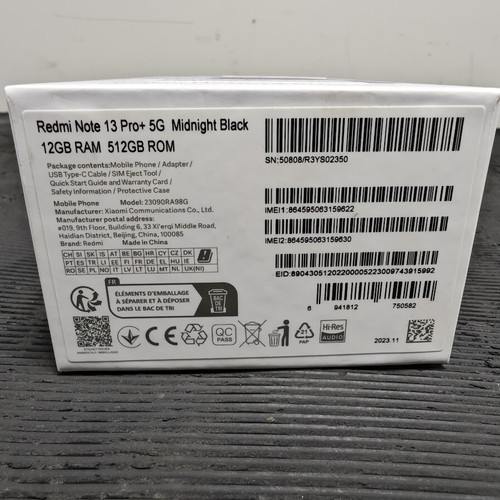 Redmi Note 13 Pro+ 5G Midnight Black
12GB RAM 512GB ROM
Package contents:Mobile Phone / Adapter /
USB Type-C Cable / SIM Eject Tool /
Quick Start Guide and Warranty Card /
Safety Information / Protective Case
Mobile Phone: Model: 23090RA98G
Manufacturer: Xiaomi Communications Co., Ltd.
Manufacturer's postal address:
#019, 9th Floor, Building 6, 33 Xi'erqi Middle Road,
Haidian District, Beijing, China, 100085
Brand: Redmi Made in China
CH SI SK IS AT BE BG HR CY CZ DK
PT ES TR LI EE FI FR DE EL HU IE
RO SE PL NO IT LV LT LU MT NL UK(NI)
SN:50808/R3YS02350
IMEI1:864595063159622
IMEI2:864595063159630
EID:89043051202200005223009743915992
6 941812 750582
FR
ÉLÉMENTS D'EMBALLAGE
À SÉPARER ET À DÉPOSER
DANS LE BAC DE TRI
BAC
DE TRI
CE
QC
PASS
21
PAP
Hi-Res
AUDIO
2023.11